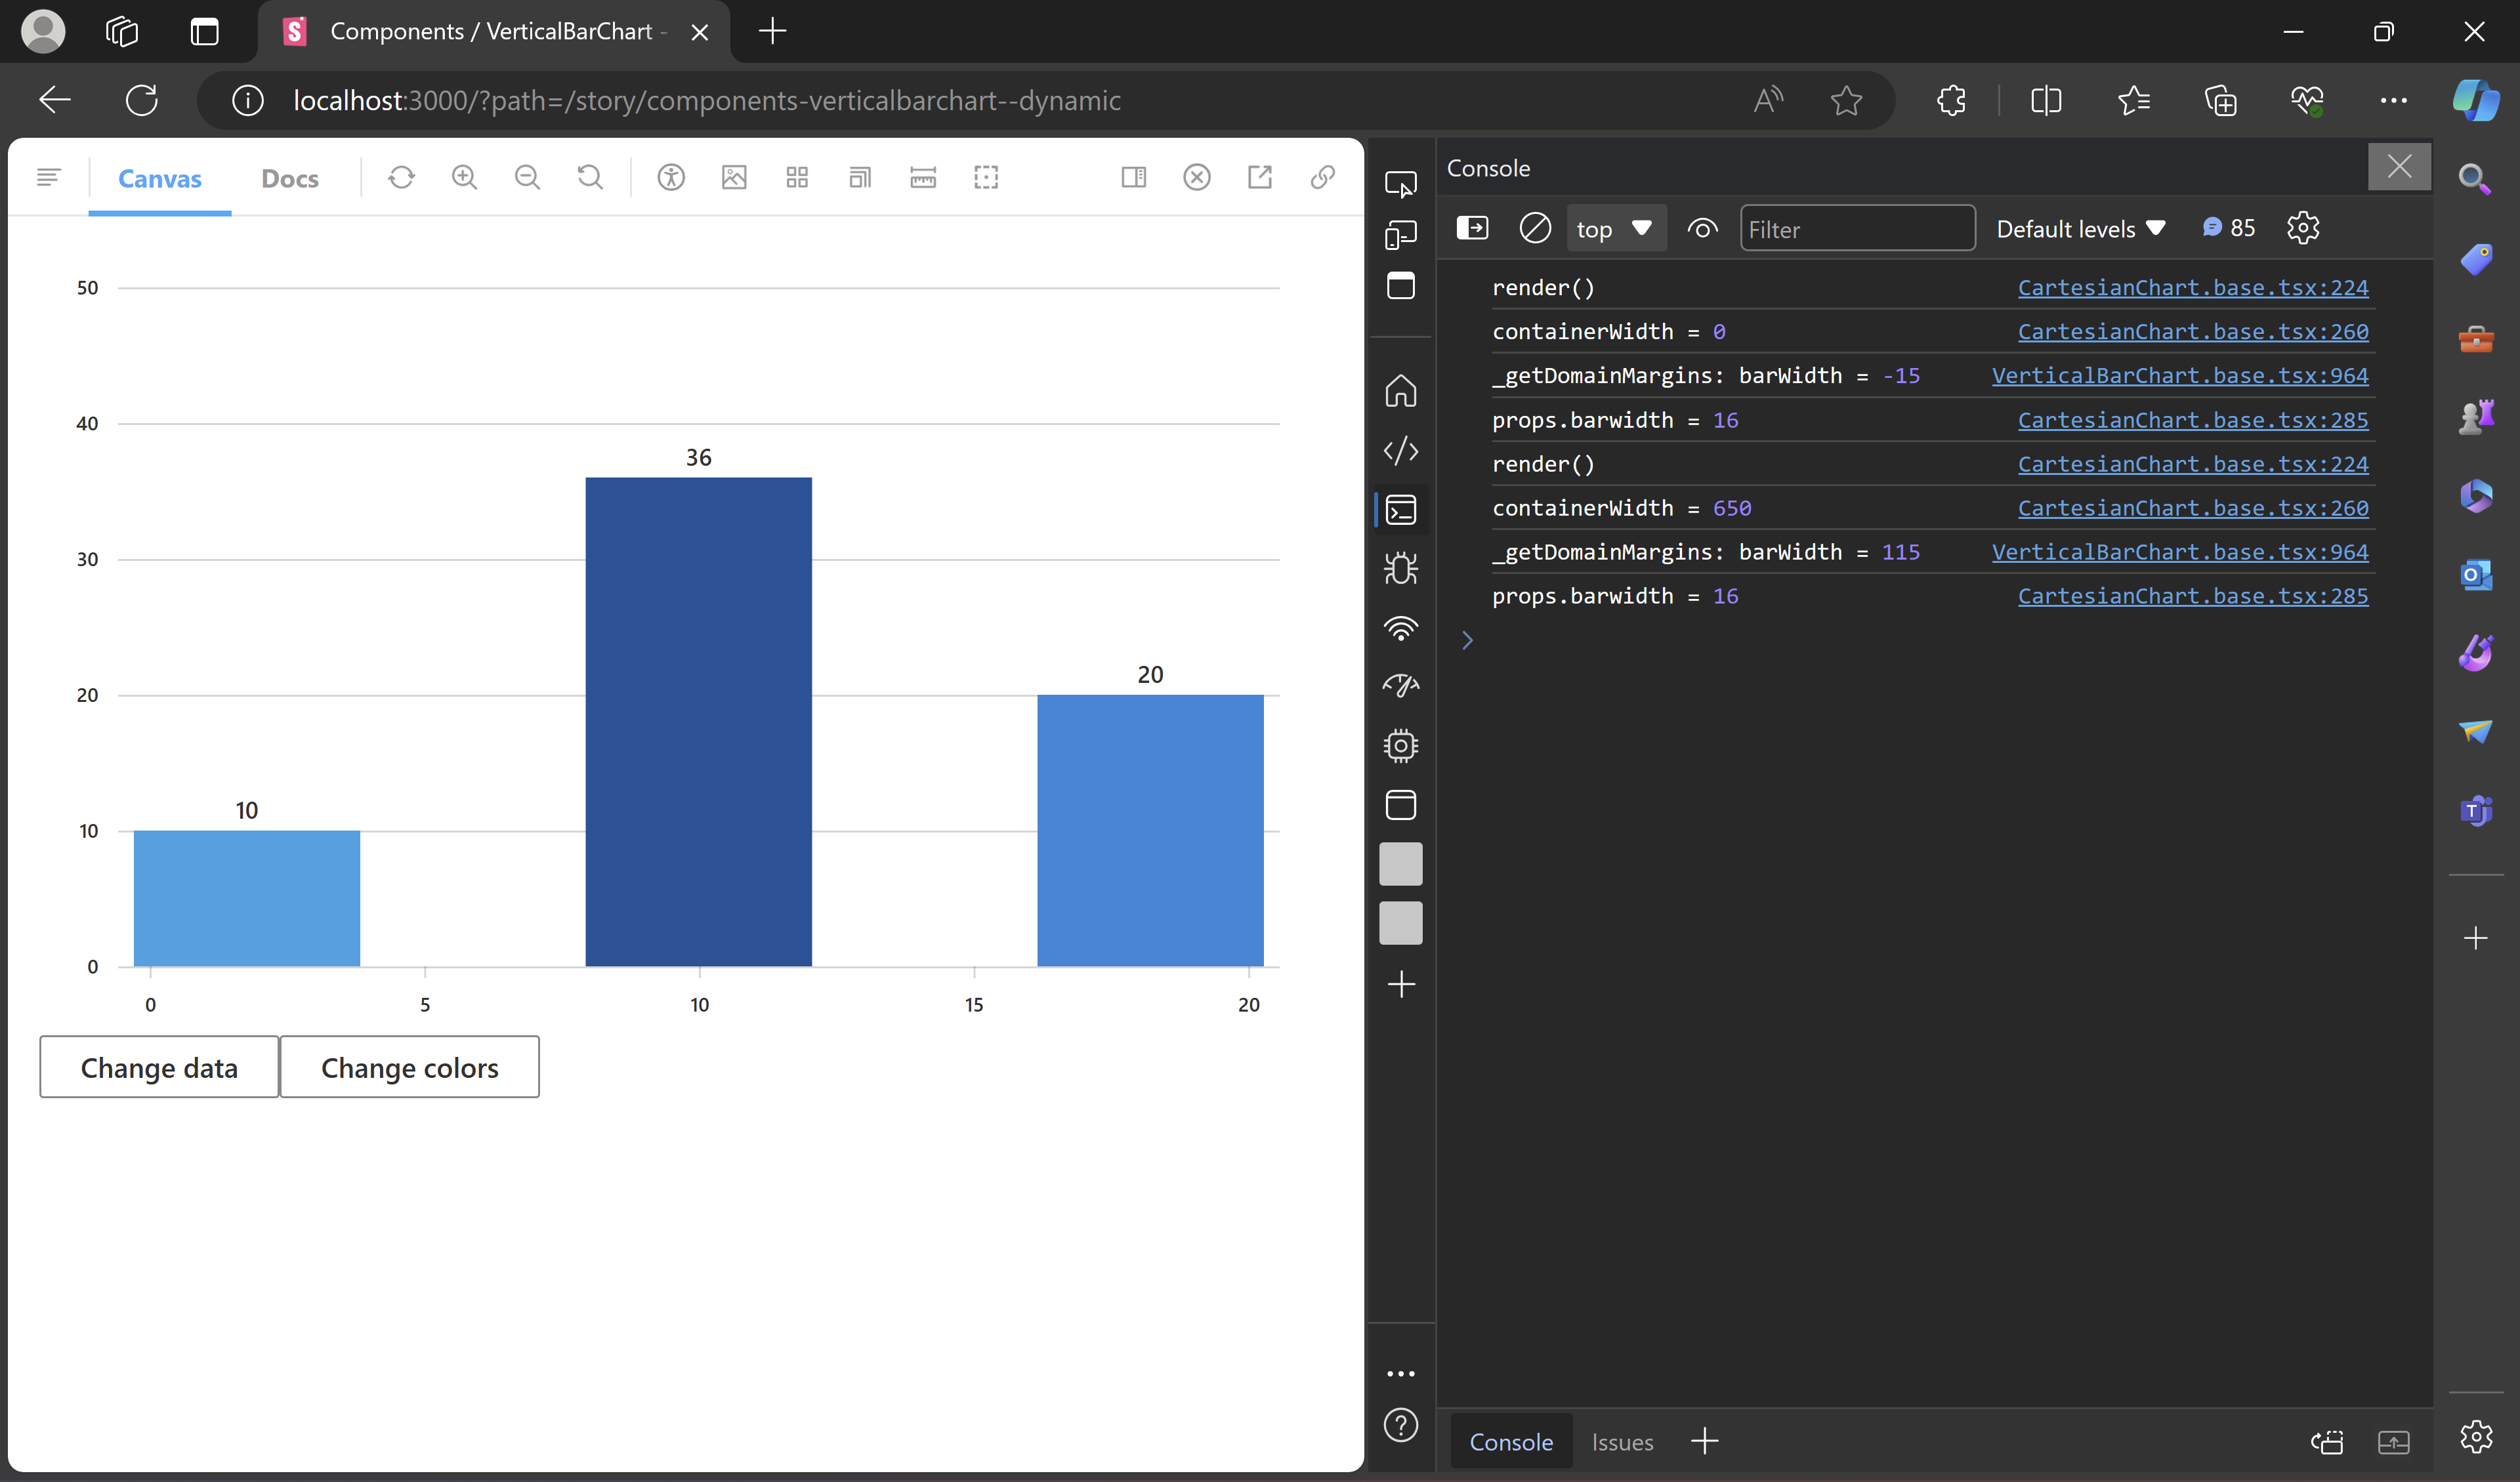 Components / VerticalBarChart -
localhost:3000/?path=/story/components-verticalbarchart--dynamic
Canvas
Docs
50
40
30
20
10
0
36
20
10
0
5
10
15
20
Change data
Change colors
Console
top
Filter
Default levels
85
render() CartesianChart.base.tsx:224
containerWidth = 0 CartesianChart.base.tsx:260
_getDomainMargins: barWidth = -15 VerticalBarChart.base.tsx:964
props.barwidth = 16 CartesianChart.base.tsx:285
render() CartesianChart.base.tsx:224
containerWidth = 650 CartesianChart.base.tsx:260
_getDomainMargins: barWidth = 115 VerticalBarChart.base.tsx:964
props.barwidth = 16 CartesianChart.base.tsx:285
Console
Issues